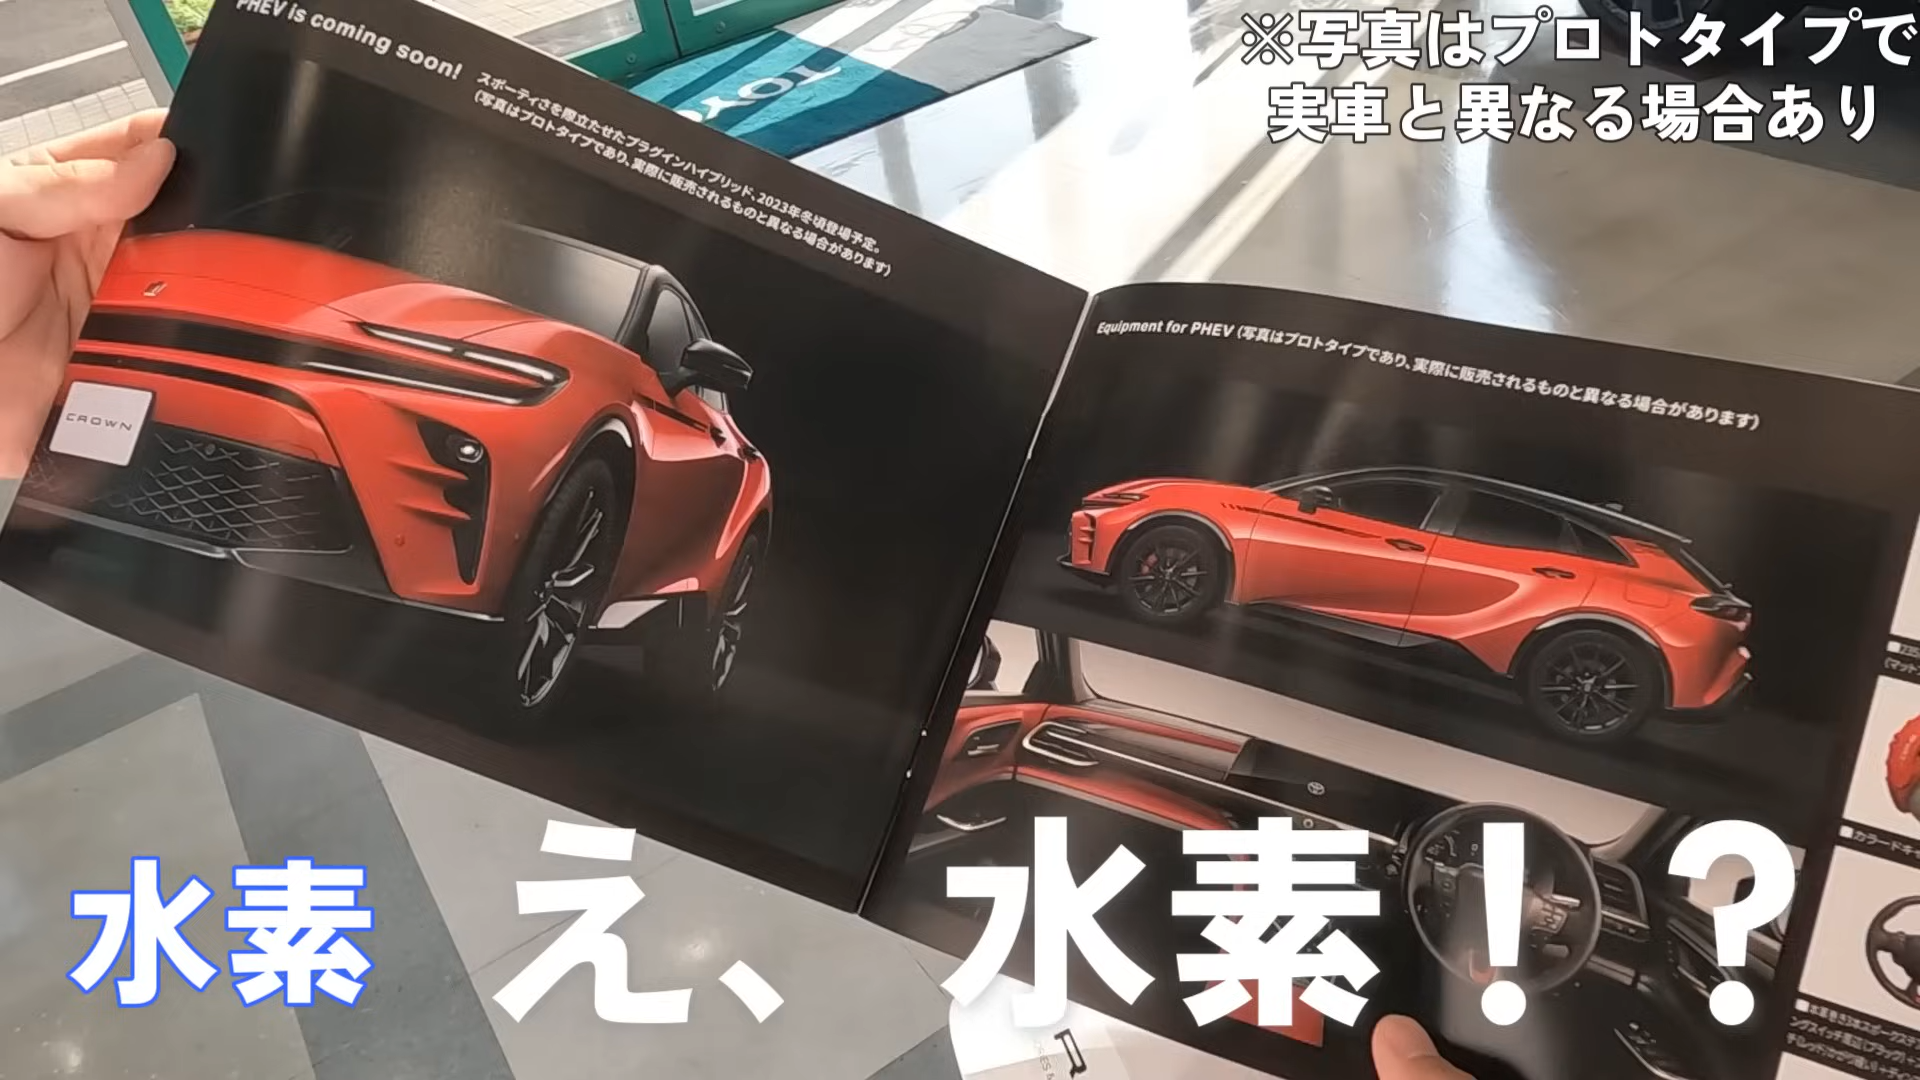 ※写真はプロトタイプで
実車と異なる場合あり
PHEV is coming soon!
スポーティさを際立たせたプラグインハイブリッド、2023年冬頃登場予定。
(写真はプロトタイプであり、実際に販売されるものと異なる場合があります)
CROWN
Equipment for PHEV (写真はプロトタイプであり、実際に販売されるものと異なる場合があります)
水素
え、水素！？